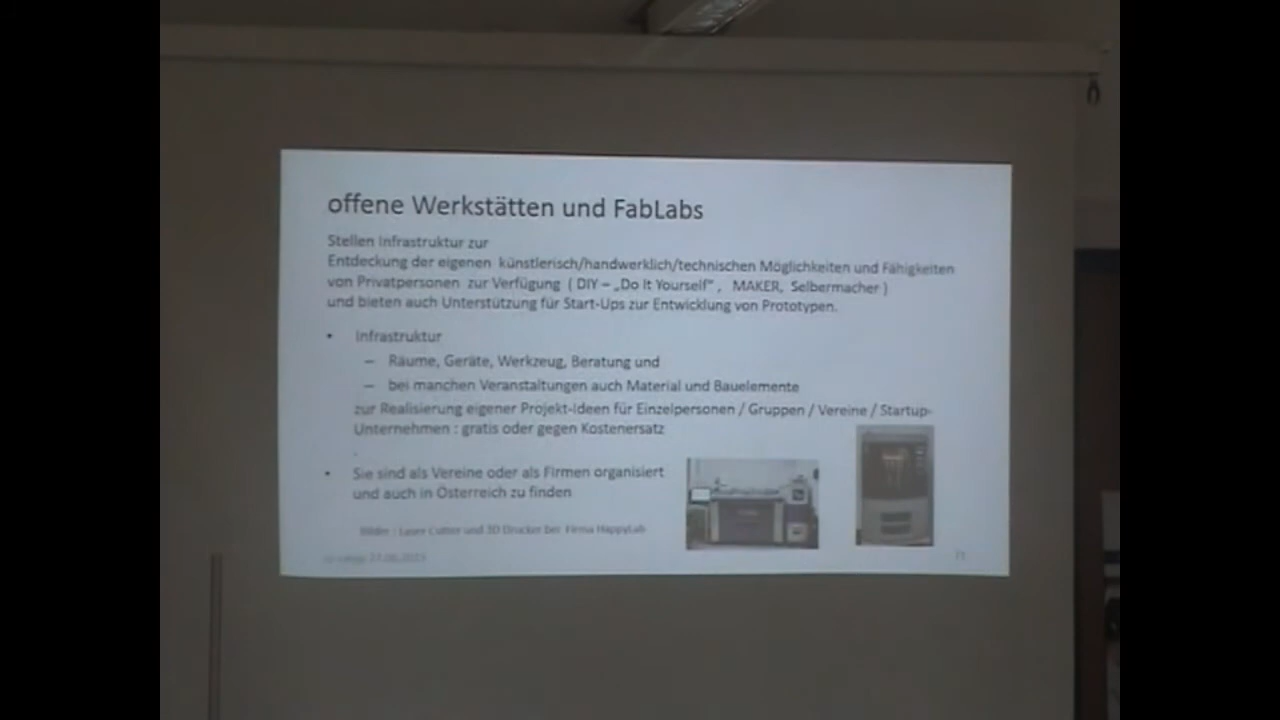 offene Werkstätten und FabLabs
Stellen Infrastruktur zur
Entdeckung der eigenen künstlerisch/handwerklich/technischen Möglichkeiten und Fähigkeiten
von Privatpersonen zur Verfügung ( DIY – „Do It Yourself“ , MAKER, Selbermacher )
und bieten auch Unterstützung für Start-Ups zur Entwicklung von Prototypen.
• Infrastruktur
– Räume, Geräte, Werkzeug, Beratung und
– bei manchen Veranstaltungen auch Material und Bauelemente
zur Realisierung eigener Projekt-Ideen für Einzelpersonen / Gruppen / Vereine / Startup-
Unternehmen : gratis oder gegen Kostenersatz
• Sie sind als Vereine oder als Firmen organisiert
und auch in Österreich zu finden
Bilder : Laser Cutter und 3D Drucker bei Firma HappyLab